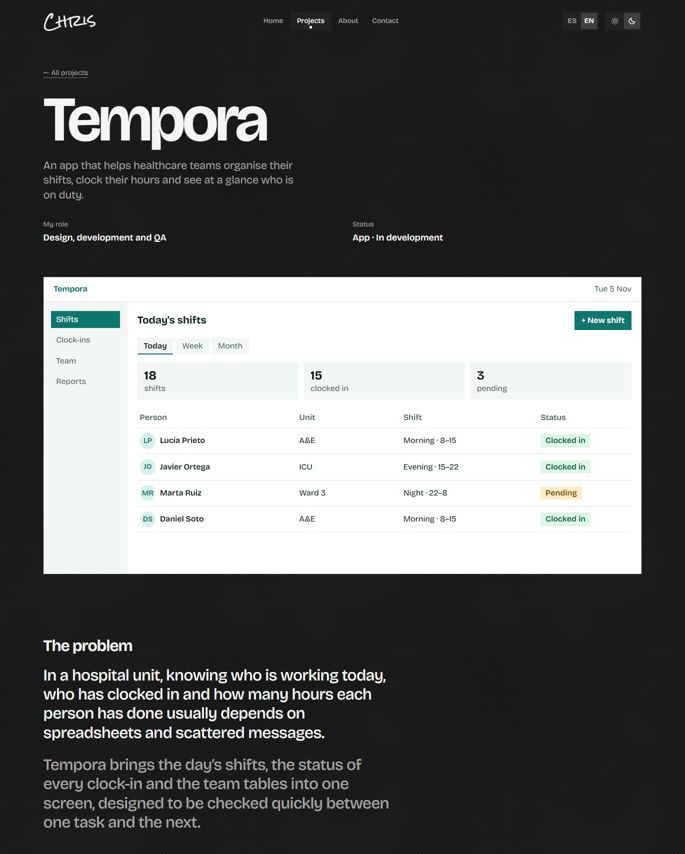 CHRIS
Home Projects About Contact
ES EN
← All projects
Tempora
An app that helps healthcare teams organise their
shifts, clock their hours and see at a glance who is
on duty.
My role
Design, development and QA
Status
App · In development
Tempora
Tue 5 Nov
Shifts
Clock-ins
Team
Reports
Today's shifts
+ New shift
Today Week Month
18
shifts
15
clocked in
3
pending
Person Unit Shift Status
LP Lucía Prieto A&E Morning · 8–15 Clocked in
JO Javier Ortega ICU Evening · 15–22 Clocked in
MR Marta Ruiz Ward 3 Night · 22–8 Pending
DS Daniel Soto A&E Morning · 8–15 Clocked in
The problem
In a hospital unit, knowing who is working today,
who has clocked in and how many hours each
person has done usually depends on
spreadsheets and scattered messages.
Tempora brings the day's shifts, the status of
every clock-in and the team tables into one
screen, designed to be checked quickly between
one task and the next.